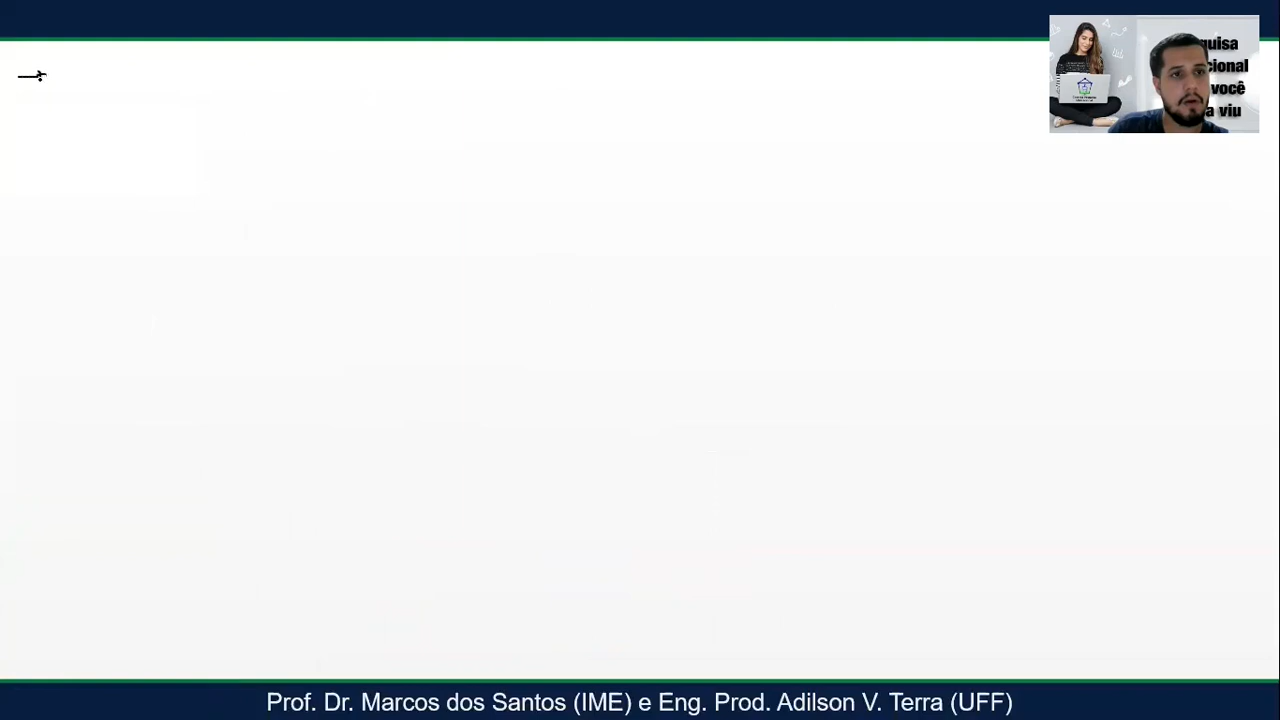 quisa
cional
você
a viu
Prof. Dr. Marcos dos Santos (IME) e Eng. Prod. Adilson V. Terra (UFF)